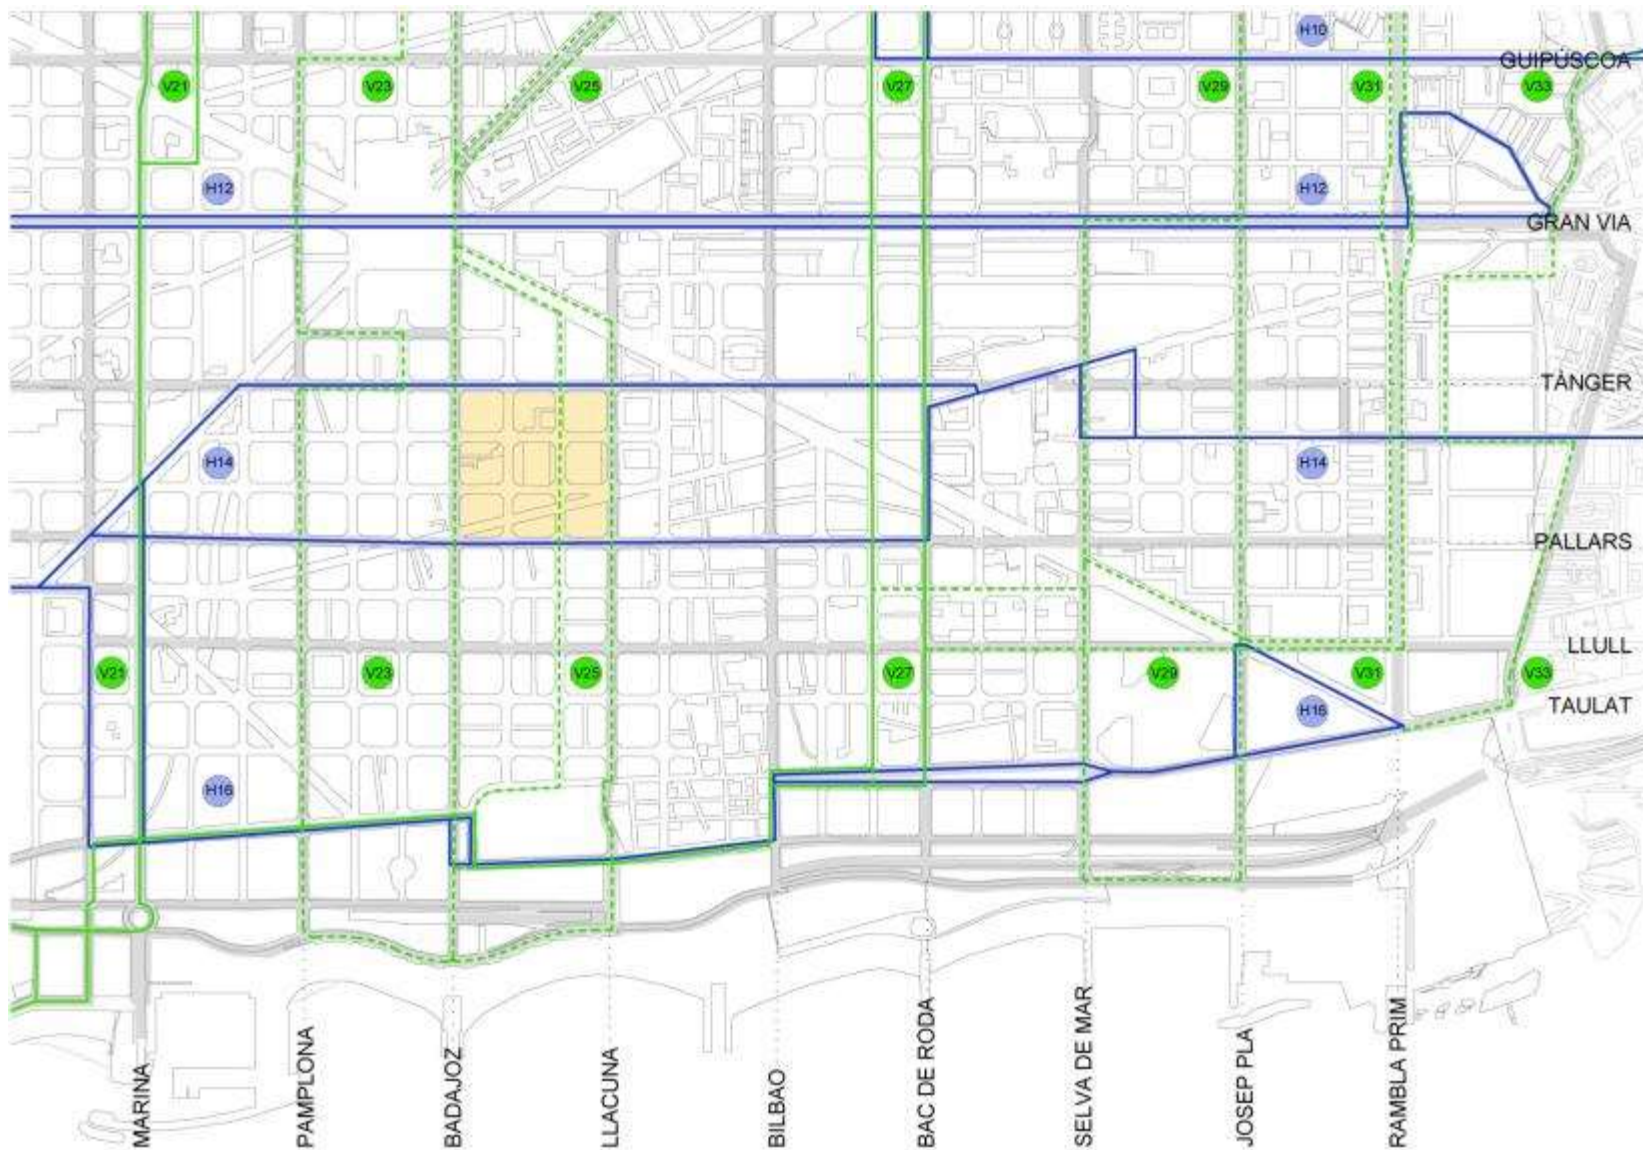 H10
GUIPÚSCOA
V21
V23
V25
V27
V29
V31
V33
H12
H12
GRAN VIA
TÀNGER
H14
H14
PALLARS
LLULL
V21
V23
V25
V27
V29
V31
V33
TAULAT
H16
H16
MARINA
PAMPLONA
BADAJOZ
LLACUNA
BILBAO
BAC DE RODA
SELVA DE MAR
JOSEP PLA
RAMBLA PRIM